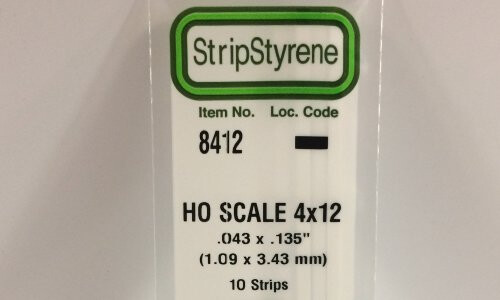 StripStyrene
Item No. Loc. Code
8412
HO SCALE 4x12
.043 x .135"
(1.09 x 3.43 mm)
10 Strips